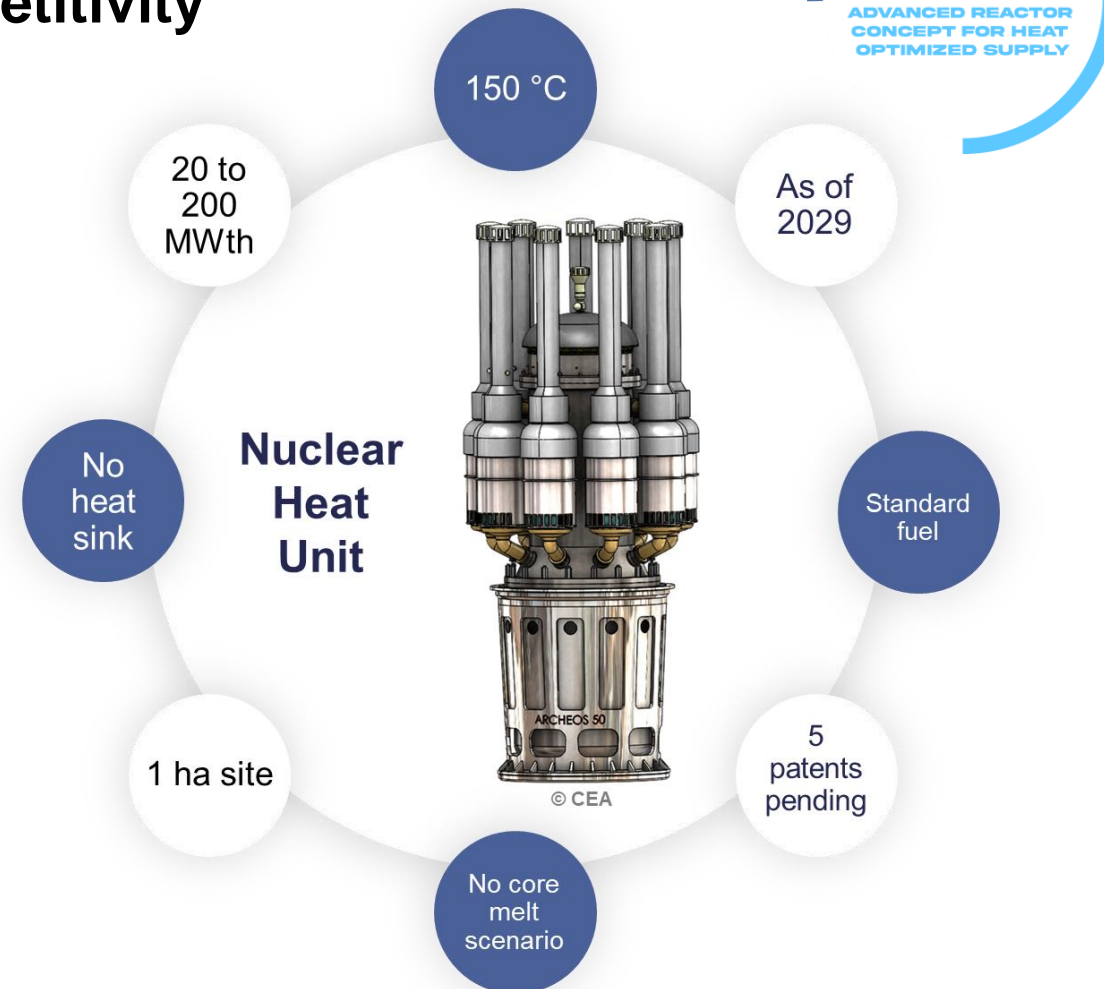 etitivity
ADVANCED REACTOR
CONCEPT FOR HEAT
OPTIMIZED SUPPLY
150 °C
20 to
200
MWth
As of
2029
No
heat
sink
Nuclear
Heat
Unit
Standard
fuel
ARCHEOS 50
1 ha site
5
patents
pending
© CEA
No core
melt
scenario